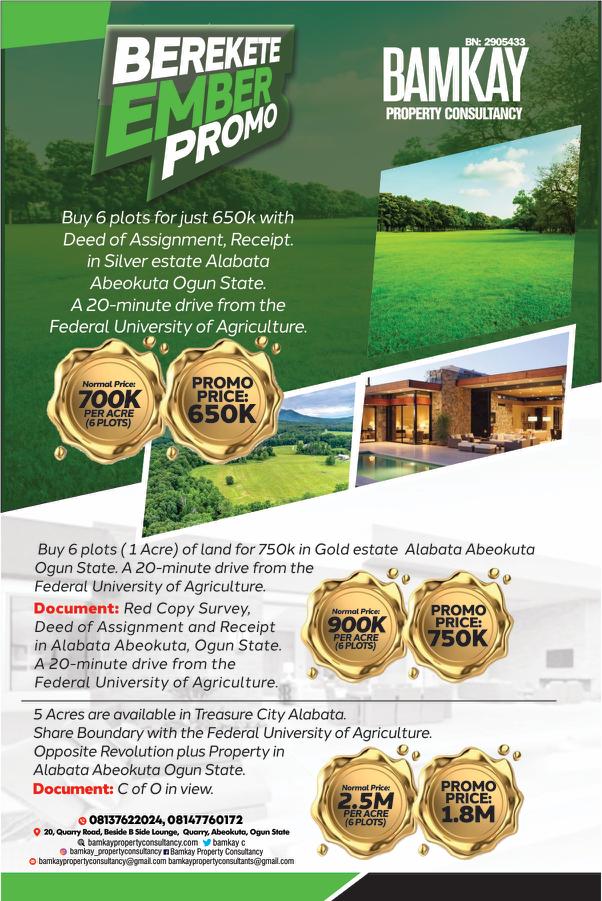 BEREKETE
EMBER
PROMO
BN: 2905433
BAMKAY
PROPERTY CONSULTANCY
Buy 6 plots for just 650k with
Deed of Assignment, Receipt.
in Silver estate Alabata
Abeokuta Ogun State.
A 20-minute drive from the
Federal University of Agriculture.
Normal Price:
700K
PER ACRE
(6 PLOTS)
PROMO
PRICE:
650K
Buy 6 plots ( 1 Acre) of land for 750k in Gold estate Alabata Abeokuta
Ogun State. A 20-minute drive from the
Federal University of Agriculture.
Document: Red Copy Survey,
Deed of Assignment and Receipt
in Alabata Abeokuta, Ogun State.
A 20-minute drive from the
Federal University of Agriculture.
Normal Price:
900K
PER ACRE
(6 PLOTS)
PROMO
PRICE:
750K
5 Acres are available in Treasure City Alabata.
Share Boundary with the Federal University of Agriculture.
Opposite Revolution plus Property in
Alabata Abeokuta Ogun State.
Document: C of O in view.
Normal Price:
2.5M
PER ACRE
(6 PLOTS)
PROMO
PRICE:
1.8M
08137622024, 08147760172
20, Quarry Road, Beside B Side Lounge, Quarry, Abeokuta, Ogun State
bamkaypropertyconsultancy.com bamkay c
bamkay_propertyconsultancy Bamkay Property Consultancy
bamkaypropertyconsultancy@gmail.com bamkaypropertyconsultants@gmail.com